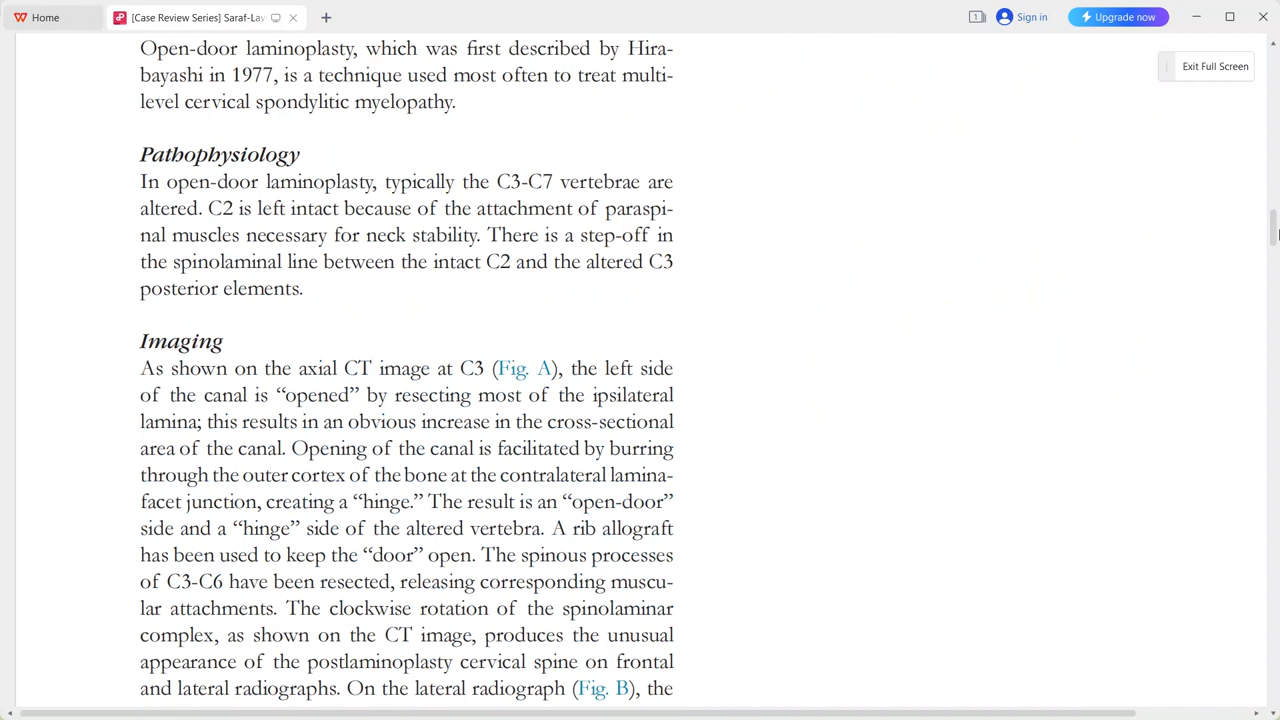 Home
[Case Review Series] Saraf-Lav
1
Sign in
Upgrade now
Exit Full Screen
Open-door laminoplasty, which was first described by Hira-
bayashi in 1977, is a technique used most often to treat multi-
level cervical spondylitic myelopathy.
Pathophysiology
In open-door laminoplasty, typically the C3-C7 vertebrae are
altered. C2 is left intact because of the attachment of paraspi-
nal muscles necessary for neck stability. There is a step-off in
the spinolaminal line between the intact C2 and the altered C3
posterior elements.
Imaging
As shown on the axial CT image at C3 (Fig. A), the left side
of the canal is “opened” by resecting most of the ipsilateral
lamina; this results in an obvious increase in the cross-sectional
area of the canal. Opening of the canal is facilitated by burring
through the outer cortex of the bone at the contralateral lamina-
facet junction, creating a “hinge.” The result is an “open-door”
side and a “hinge” side of the altered vertebra. A rib allograft
has been used to keep the “door” open. The spinous processes
of C3-C6 have been resected, releasing corresponding muscu-
lar attachments. The clockwise rotation of the spinolaminar
complex, as shown on the CT image, produces the unusual
appearance of the postlaminoplasty cervical spine on frontal
and lateral radiographs. On the lateral radiograph (Fig. B), the